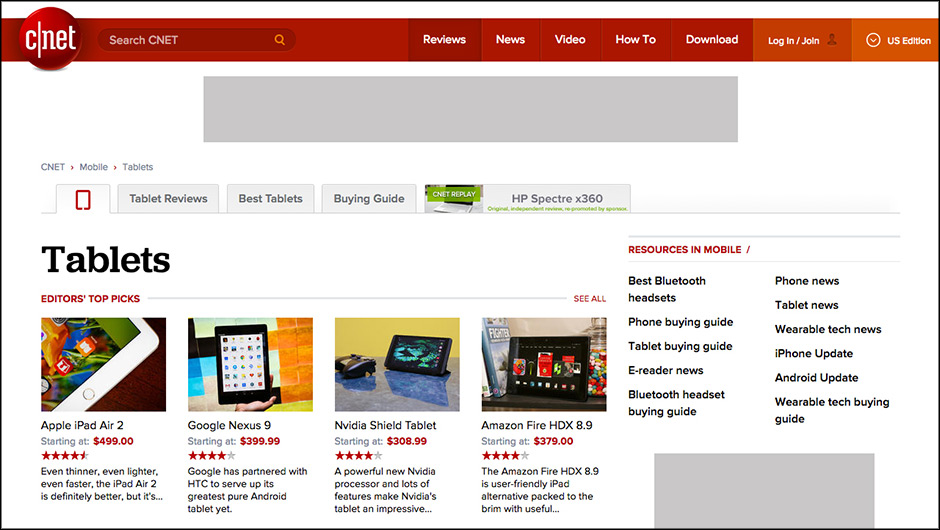 c|net
Search CNET
Reviews
News
Video
How To
Download
Log In / Join
US Edition
CNET › Mobile › Tablets
Tablet Reviews
Best Tablets
Buying Guide
CNET REPLAY
HP Spectre x360
Original, independent review, re-promoted by sponsor.
Tablets
EDITORS' TOP PICKS
SEE ALL
Apple iPad Air 2
Starting at: $499.00
Even thinner, even lighter,
even faster, the iPad Air 2
is definitely better, but it's...
Google Nexus 9
Starting at: $399.99
Google has partnered with
HTC to serve up its
greatest pure Android
tablet yet.
Nvidia Shield Tablet
Starting at: $308.99
A powerful new Nvidia
processor and lots of
features make Nvidia's
tablet an impressive...
FIGHTER
Amazon Fire HDX 8.9
Starting at: $379.00
The Amazon Fire HDX 8.9
is user-friendly iPad
alternative packed to the
brim with useful...
RESOURCES IN MOBILE /
Best Bluetooth
headsets
Phone buying guide
Tablet buying guide
E-reader news
Bluetooth headset
buying guide
Phone news
Tablet news
Wearable tech news
iPhone Update
Android Update
Wearable tech buying
guide